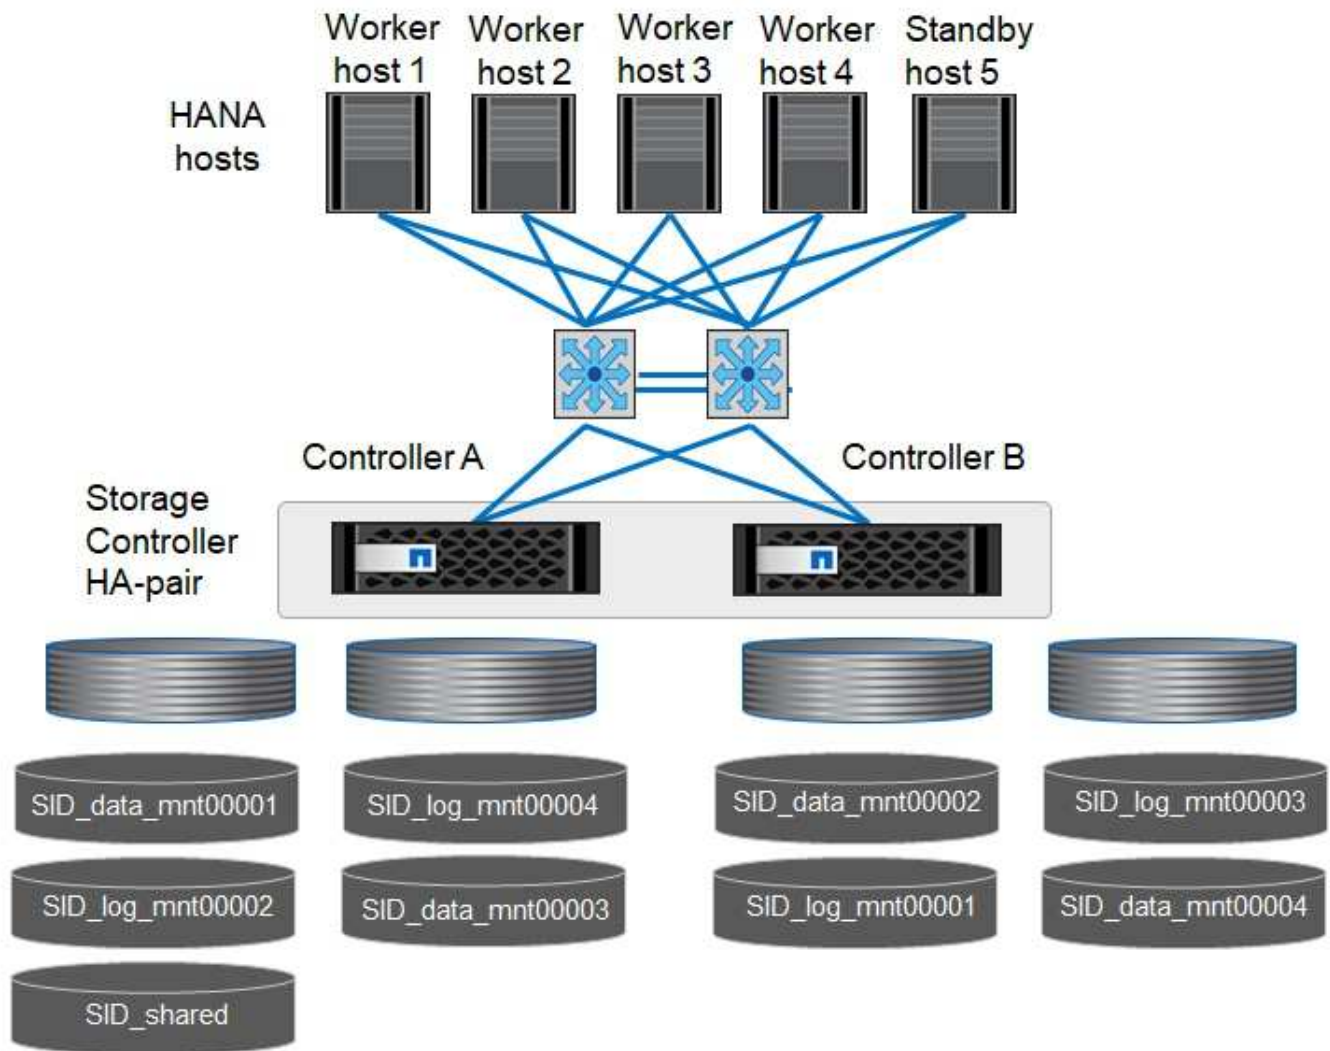 Worker
host 1
Worker
host 2
Worker
host 3
Worker
host 4
Standby
host 5
HANA
hosts
Controller A
Controller B
Storage
Controller
HA-pair
SID_data_mnt00001
SID_log_mnt00004
SID_data_mnt00002
SID_log_mnt00003
SID_log_mnt00002
SID_data_mnt00003
SID_log_mnt00001
SID_data_mnt00004
SID_shared